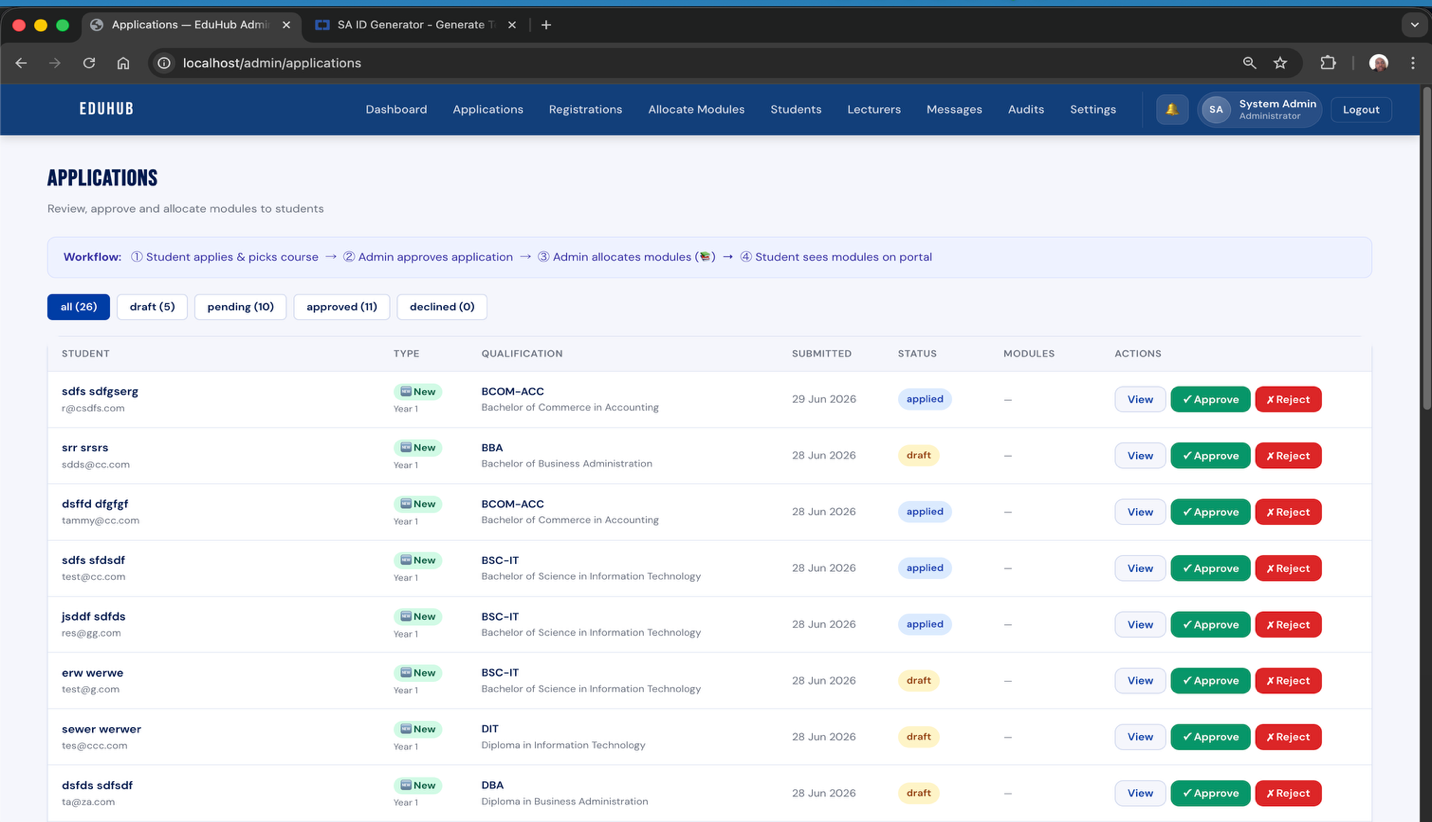 Applications — EduHub Admi
SA ID Generator - Generate T
localhost/admin/applications
EDUHUB
Dashboard Applications Registrations Allocate Modules Students Lecturers Messages Audits Settings
SA System Admin
Administrator
Logout
APPLICATIONS
Review, approve and allocate modules to students
Workflow: ① Student applies & picks course → ② Admin approves application → ③ Admin allocates modules (📚) → ④ Student sees modules on portal
all (26) draft (5) pending (10) approved (11) declined (0)
STUDENT TYPE QUALIFICATION SUBMITTED STATUS MODULES ACTIONS
sdfs sdfgserg 🆕 New BCOM-ACC 29 Jun 2026 applied — View ✓ Approve ✗ Reject
r@csdfs.com Year 1 Bachelor of Commerce in Accounting
srr srsrs 🆕 New BBA 28 Jun 2026 draft — View ✓ Approve ✗ Reject
sdds@cc.com Year 1 Bachelor of Business Administration
dsffd dfgfgf 🆕 New BCOM-ACC 28 Jun 2026 applied — View ✓ Approve ✗ Reject
tammy@cc.com Year 1 Bachelor of Commerce in Accounting
sdfs sfdsdf 🆕 New BSC-IT 28 Jun 2026 applied — View ✓ Approve ✗ Reject
test@cc.com Year 1 Bachelor of Science in Information Technology
jsddf sdfds 🆕 New BSC-IT 28 Jun 2026 applied — View ✓ Approve ✗ Reject
res@gg.com Year 1 Bachelor of Science in Information Technology
erw werwe 🆕 New BSC-IT 28 Jun 2026 draft — View ✓ Approve ✗ Reject
test@g.com Year 1 Bachelor of Science in Information Technology
sewer werwer 🆕 New DIT 28 Jun 2026 draft — View ✓ Approve ✗ Reject
tes@ccc.com Year 1 Diploma in Information Technology
dsfds sdfsdf 🆕 New DBA 28 Jun 2026 draft — View ✓ Approve ✗ Reject
ta@za.com Year 1 Diploma in Business Administration